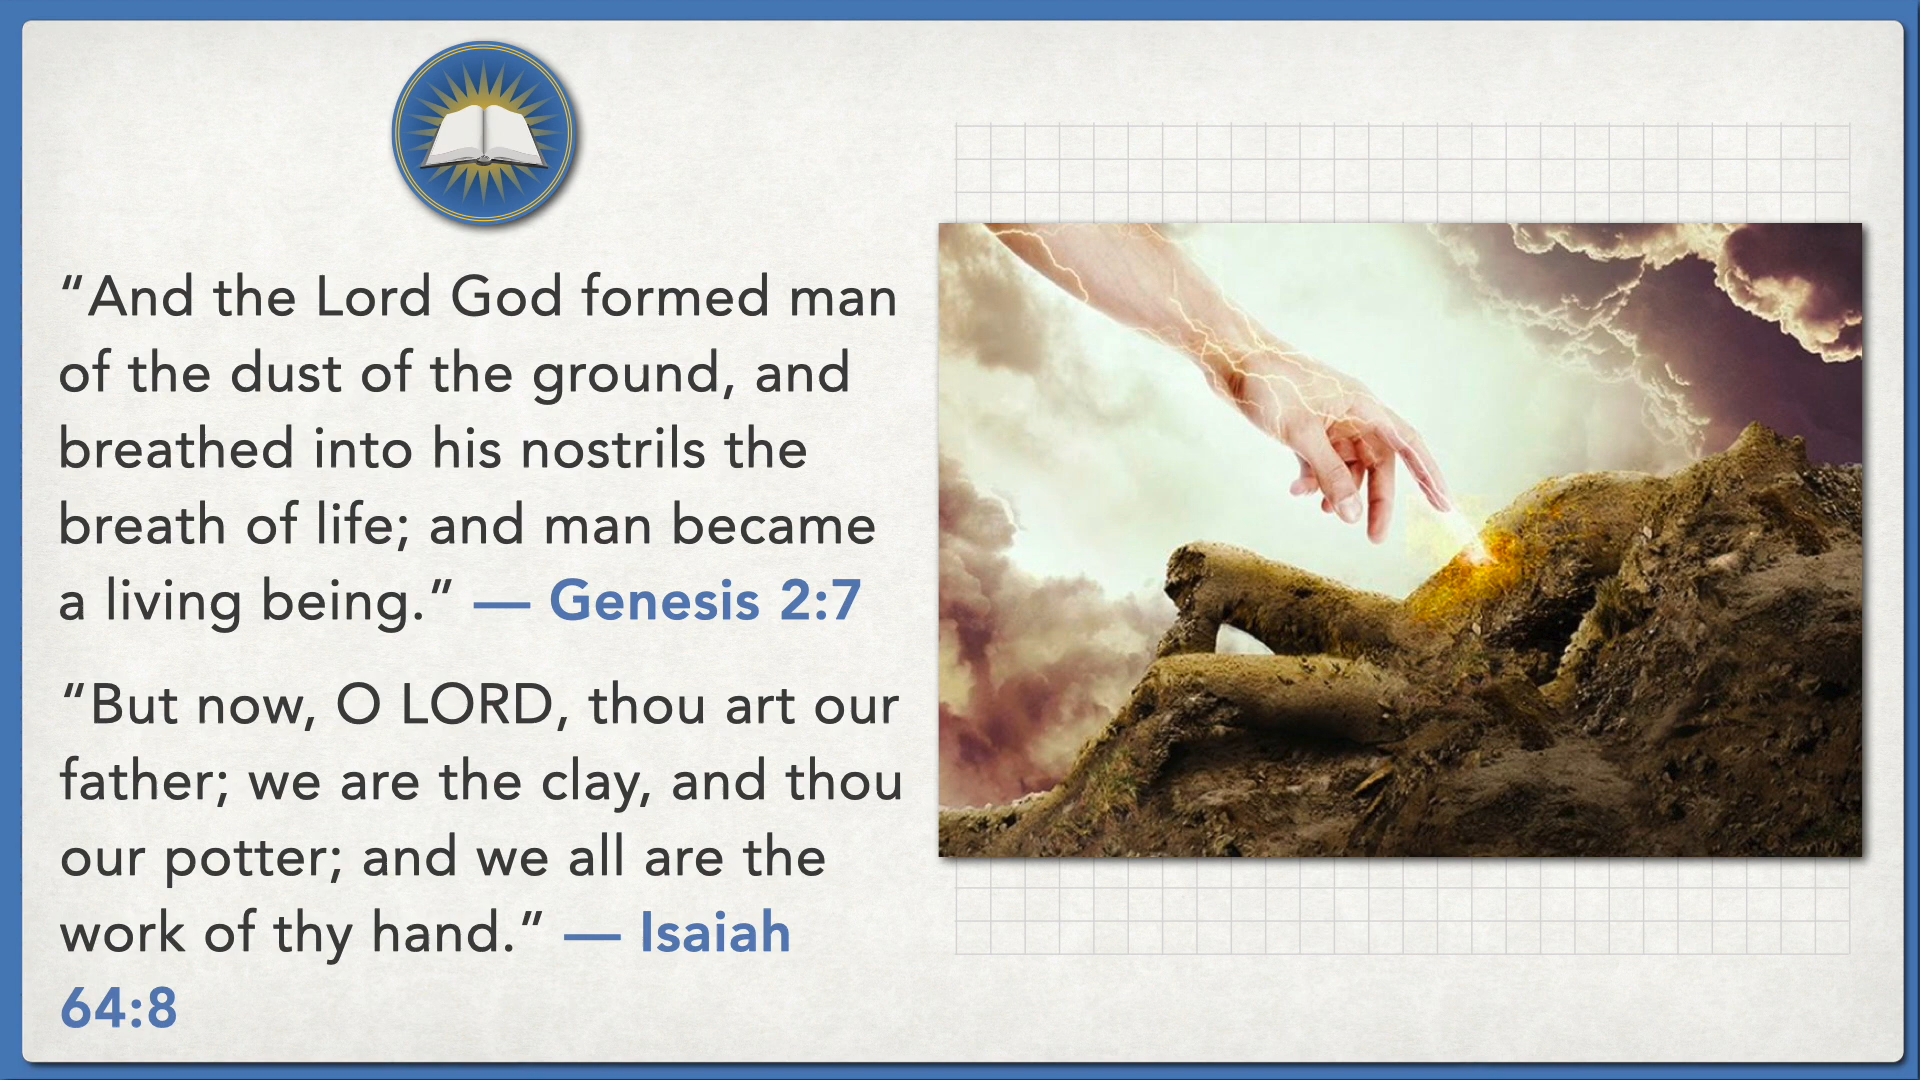 “And the Lord God formed man
of the dust of the ground, and
breathed into his nostrils the
breath of life; and man became
a living being.” — Genesis 2:7
“But now, O LORD, thou art our
father; we are the clay, and thou
our potter; and we all are the
work of thy hand.” — Isaiah
64:8